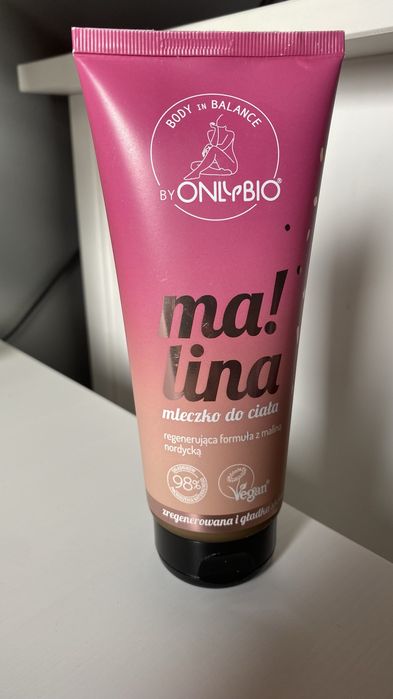 BODY IN BALANCE
BY ONLYBIO®
ma!
lina
mleczko do ciała
regenerująca formuła z maliną
nordycką
98%
Vegan
zregenerowana i gładka